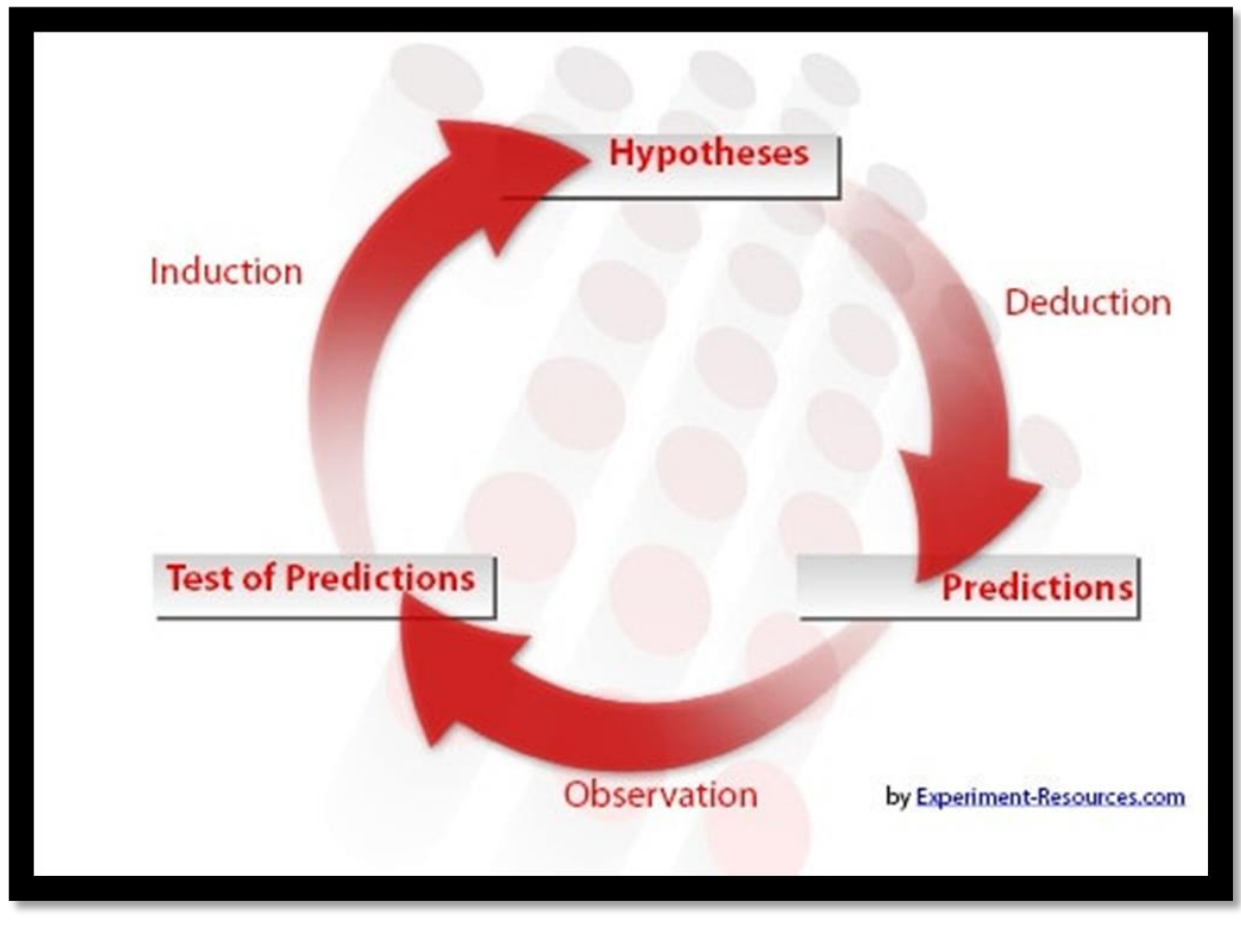 Hypotheses
Induction
Deduction
Test of Predictions
Predictions
Observation
by Experiment-Resources.com